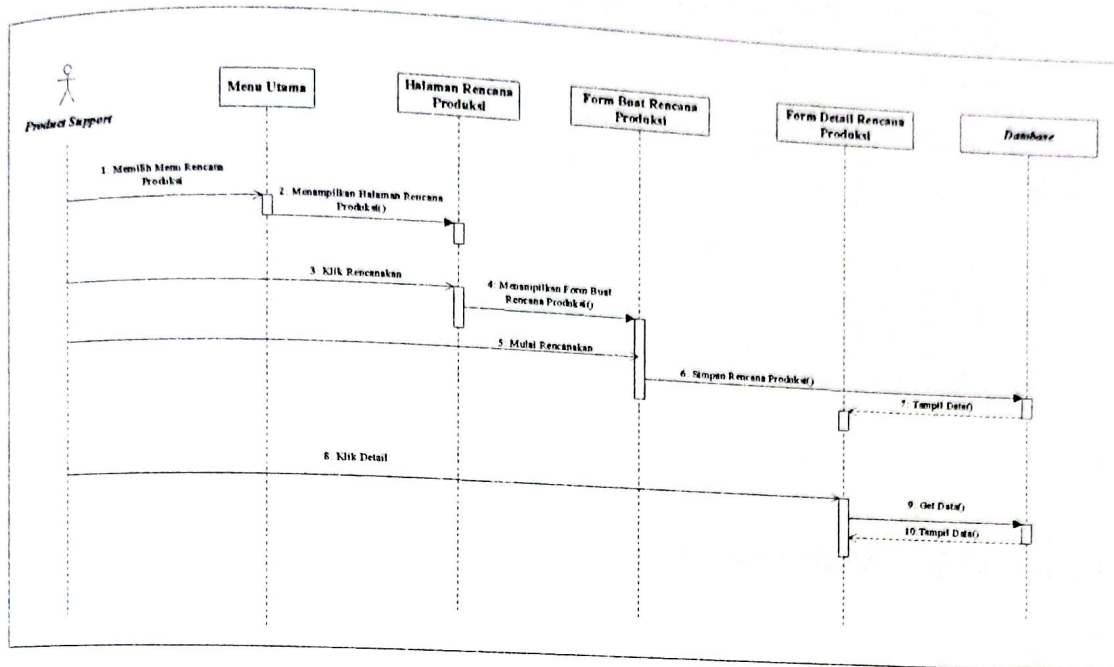 Product Support
Menu Utama
Halaman Rencana
Produksi
Form Buat Rencana
Produksi
Form Detail Rencana
Produksi
Database
1: Memilih Menu Rencana
Produksi
2: Menampilkan Halaman Rencana
Produksi()
3: Klik Rencanakan
4: Menampilkan Form Buat
Rencana Produksi()
5: Mulai Rencanakan
6: Simpan Rencana Produksi()
7: Tampil Data()
8: Klik Detail
9: Get Data()
10:Tampil Data()